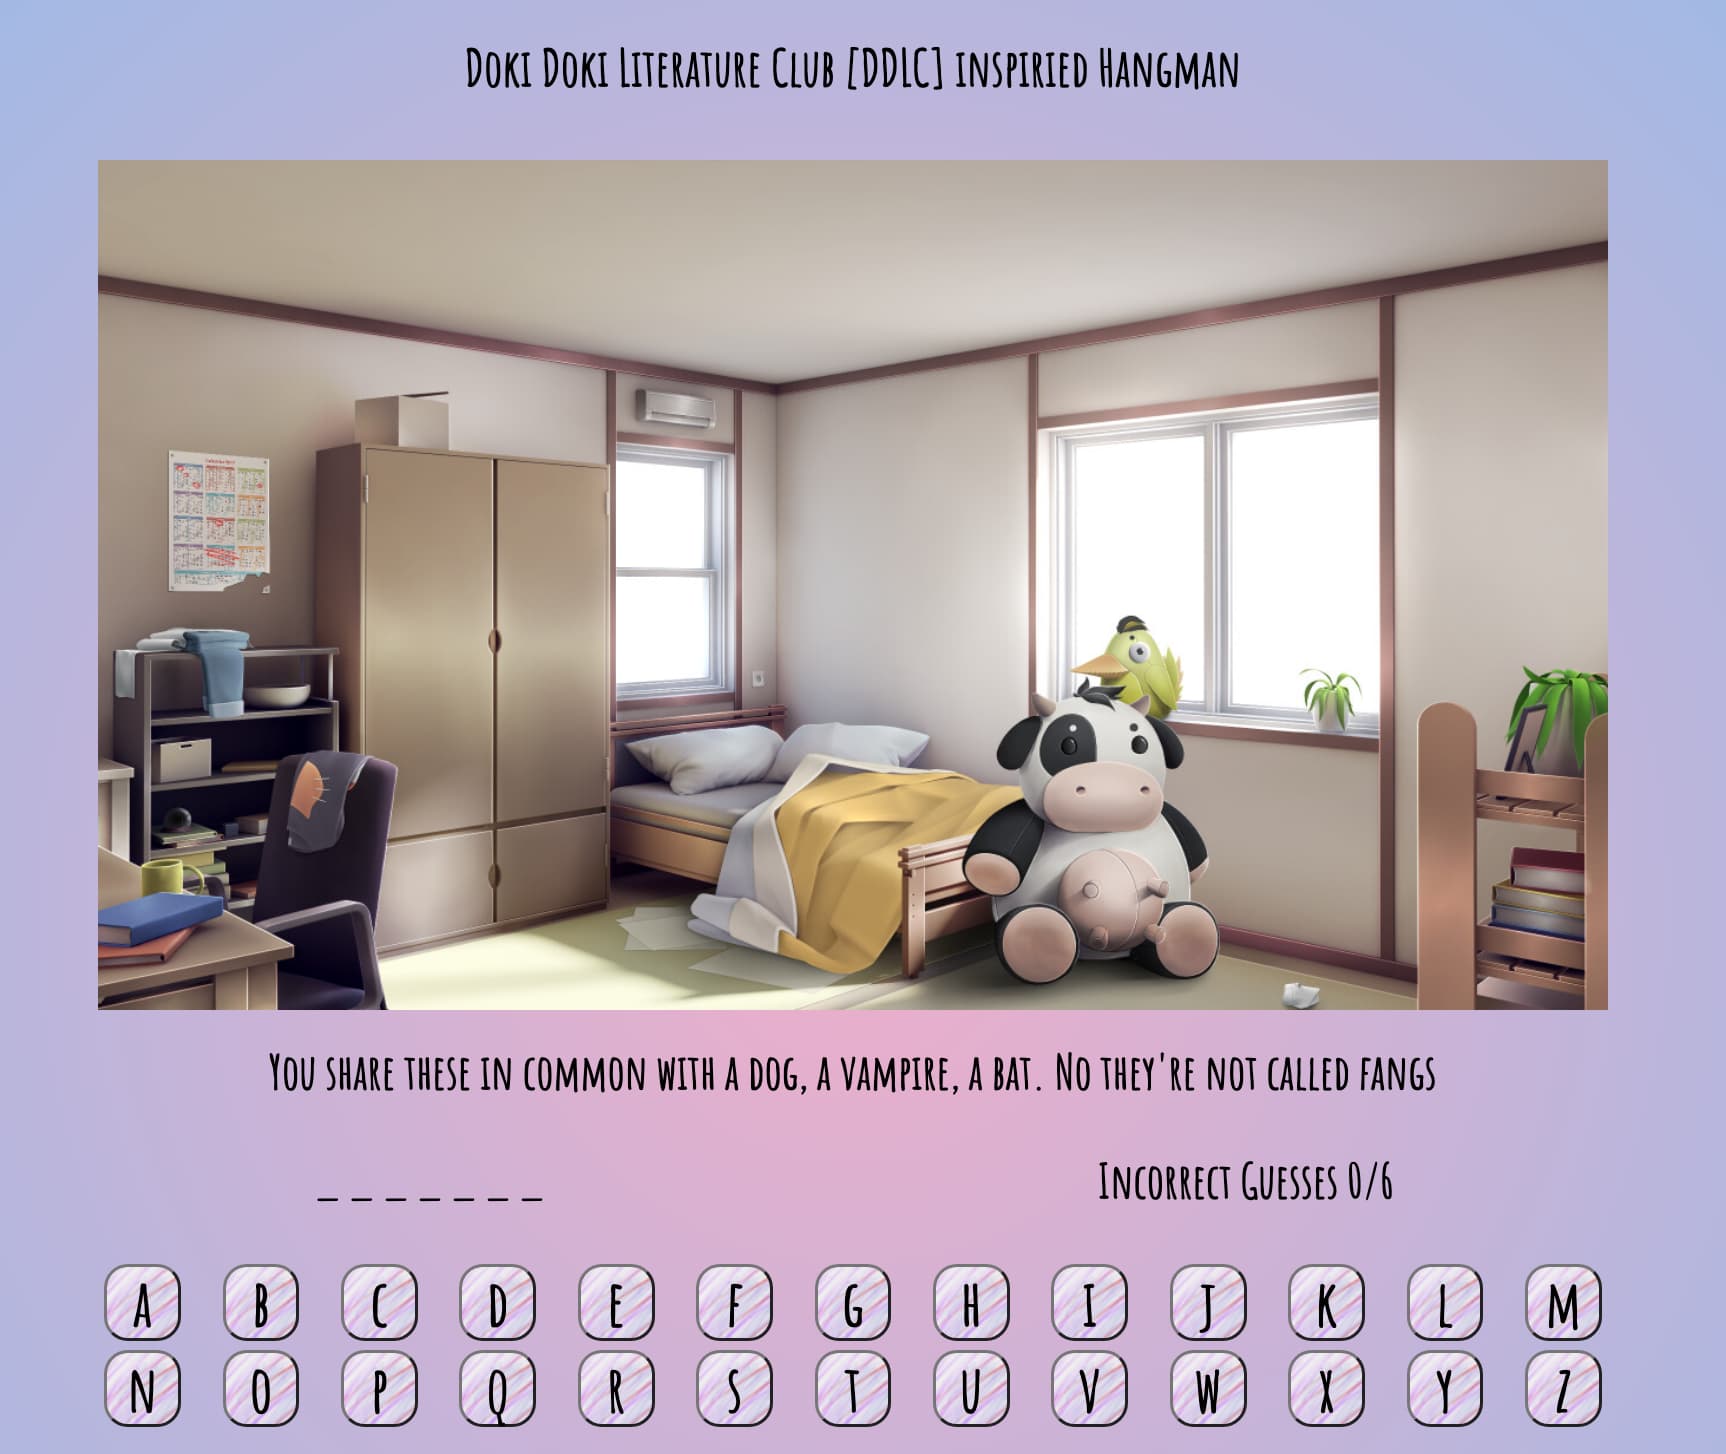 Doki Doki Literature Club [DDLC] inspiried Hangman
You share these in common with a dog, a vampire, a bat. No they're not called fangs
_ _ _ _ _ _ _
Incorrect Guesses 0/6
A B C D E F G H I J K L M
N O P Q R S T U V W X Y Z